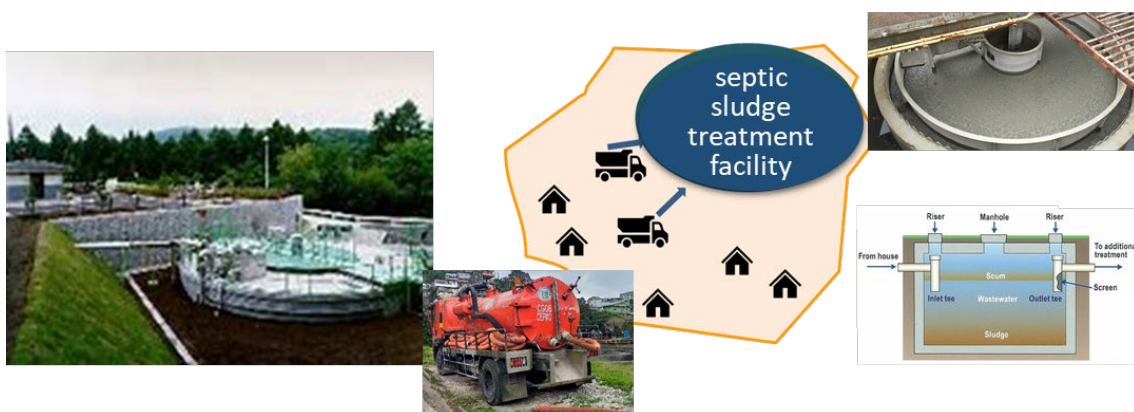 septic
sludge
treatment
facility
Riser
Manhole
Riser
From house
To additional
treatment
Scum
Screen
Inlet tee
Wastewater
Outlet tee
Sludge